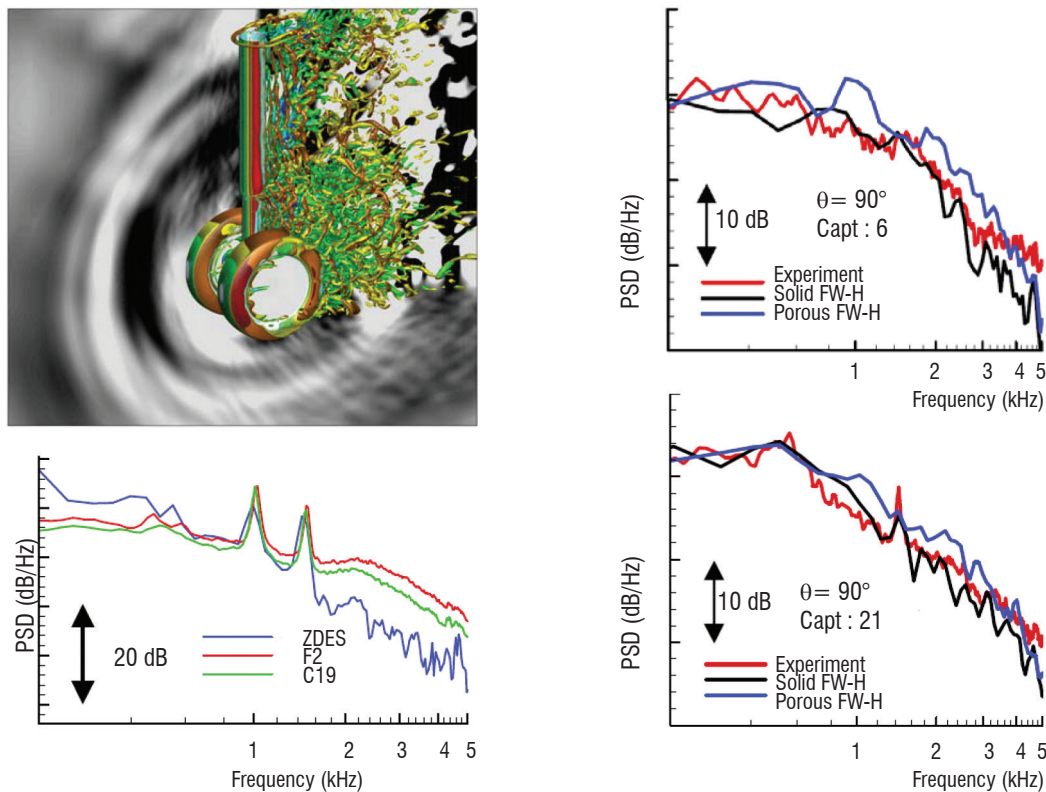 PSD (dB/Hz)
10 dB
θ= 90°
Capt : 6
Experiment
Solid FW-H
Porous FW-H
1 2 3 4 5
Frequency (kHz)
PSD (dB/Hz)
20 dB
ZDES
F2
C19
1 2 3 4 5
Frequency (kHz)
PSD (dB/Hz)
10 dB
θ= 90°
Capt : 21
Experiment
Solid FW-H
Porous FW-H
1 2 3 4 5
Frequency (kHz)